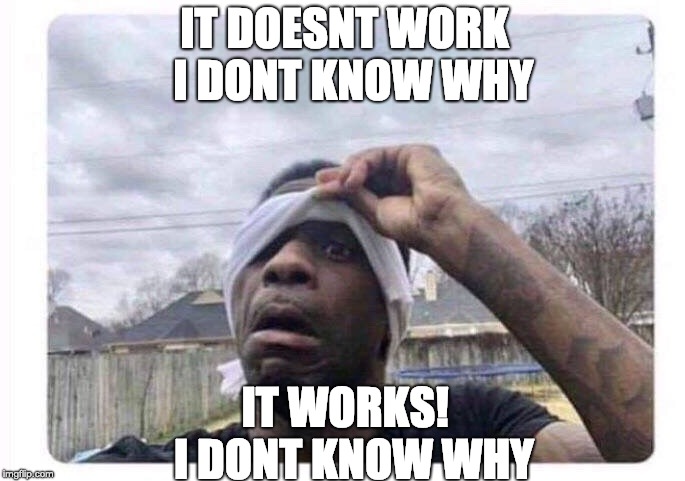 IT DOESNT WORK
I DONT KNOW WHY
IT WORKS!
I DONT KNOW WHY
imgflip.com